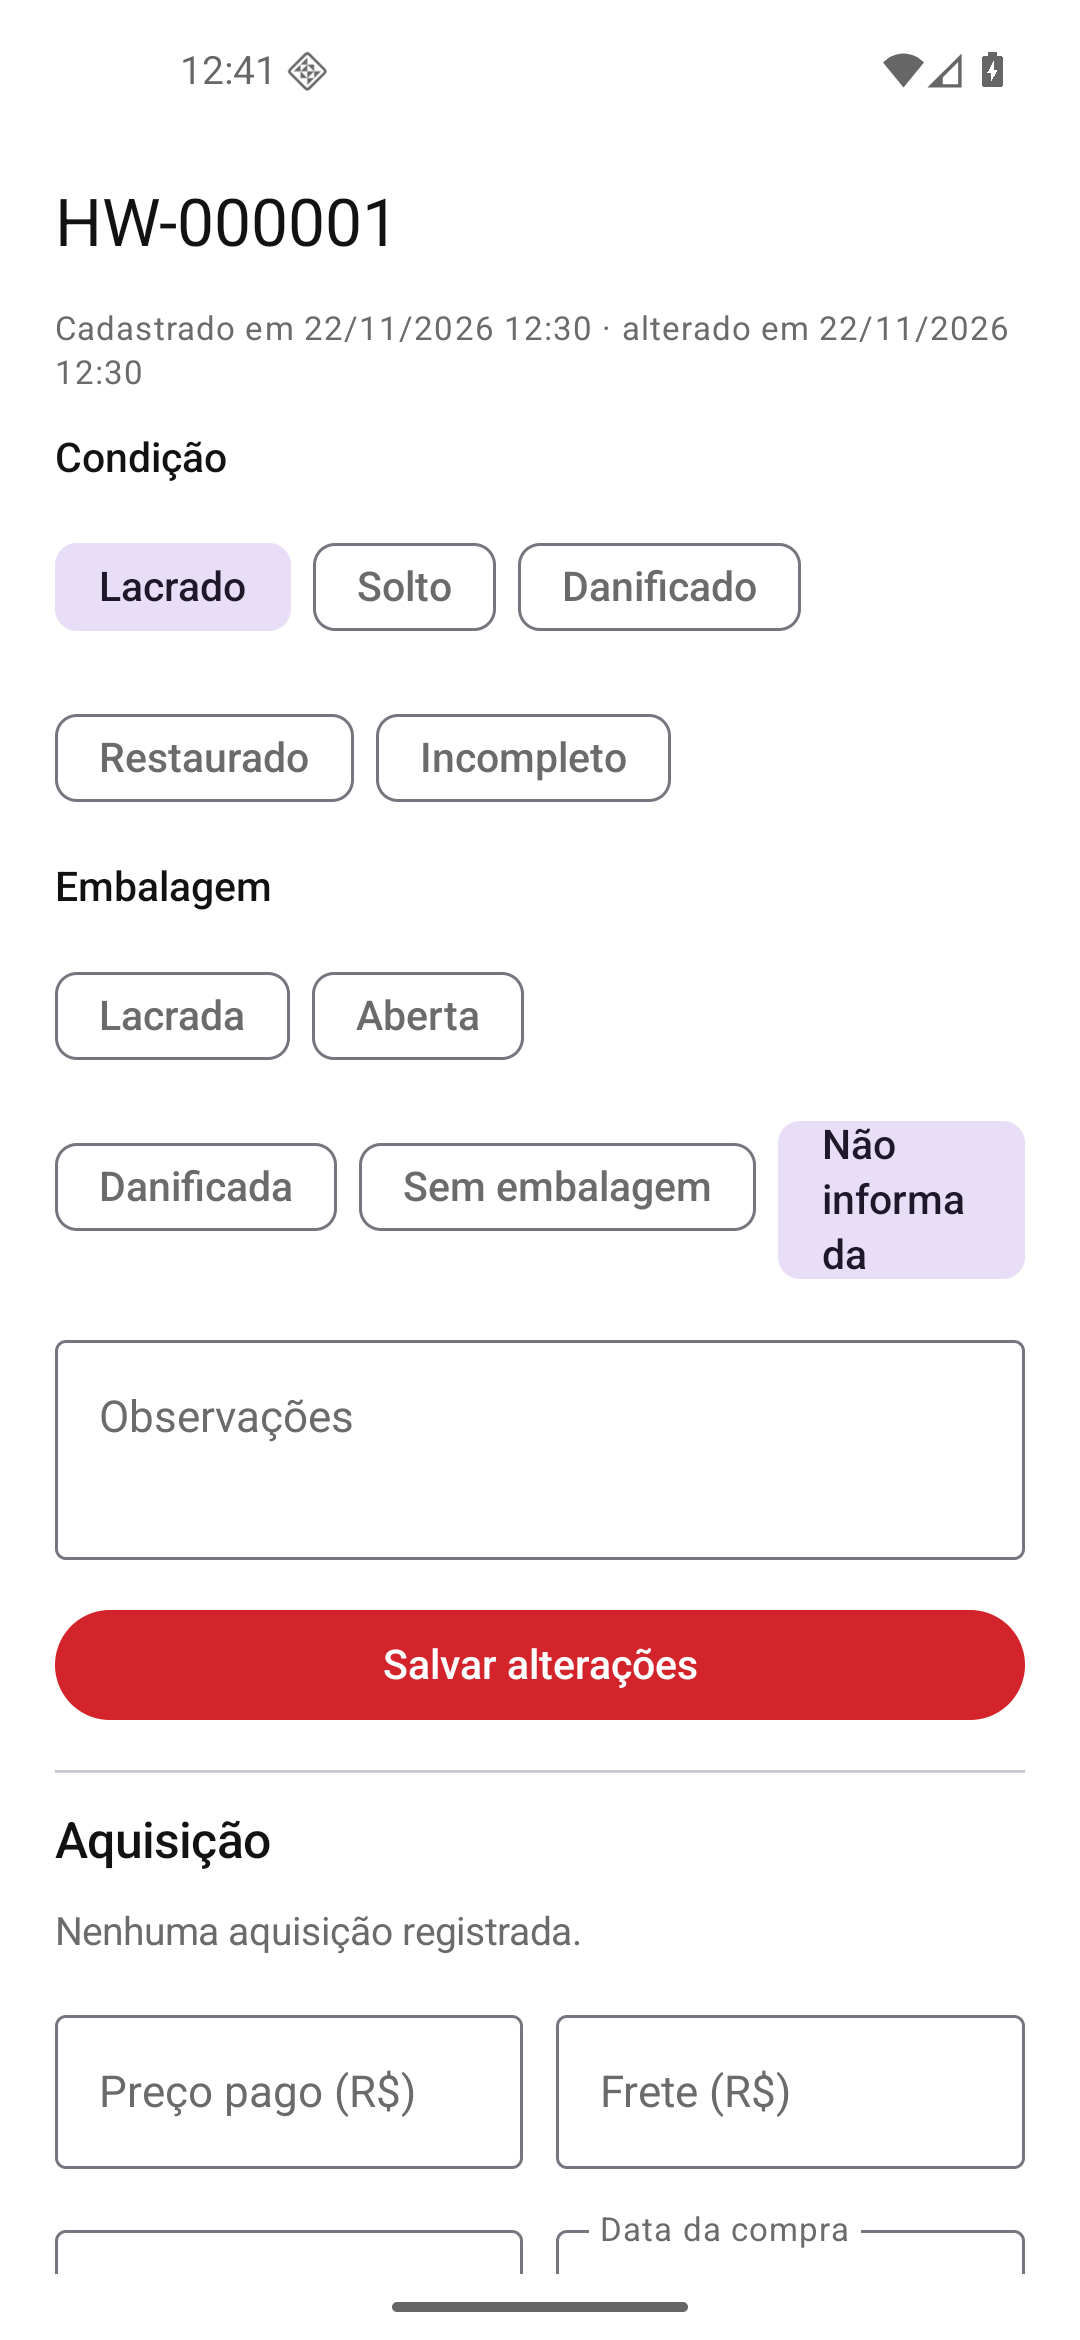 12:41
HW-000001
Cadastrado em 22/11/2026 12:30 · alterado em 22/11/2026
12:30
Condição
Lacrado
Solto
Danificado
Restaurado
Incompleto
Embalagem
Lacrada
Aberta
Danificada
Sem embalagem
Não
informa
da
Observações
Salvar alterações
Aquisição
Nenhuma aquisição registrada.
Preço pago (R$)
Frete (R$)
Data da compra